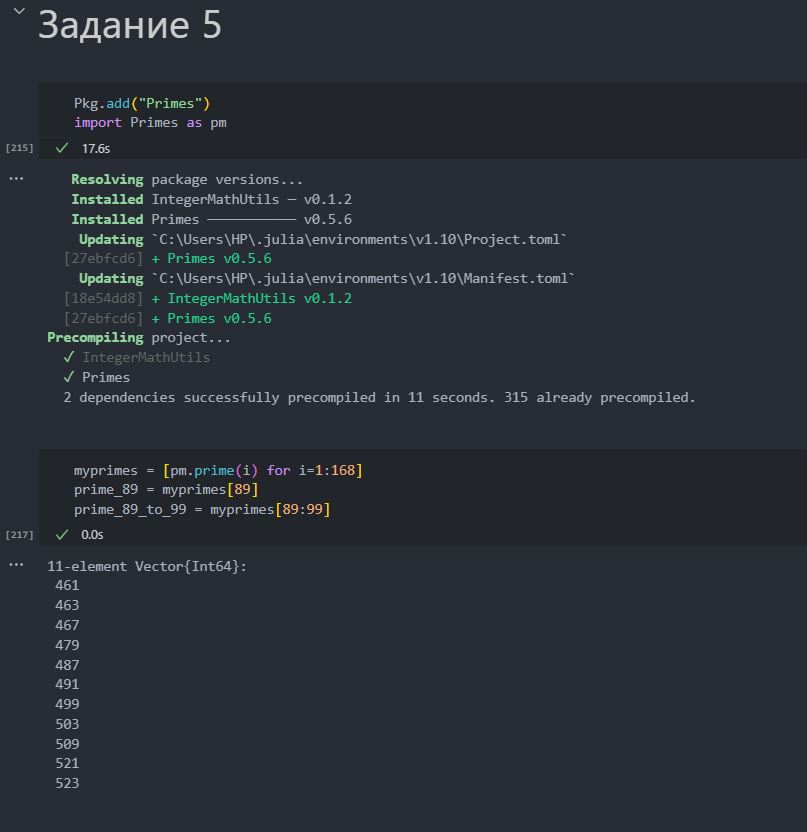 Задание 5
Pkg.add("Primes")
import Primes as pm
[215] ✓ 17.6s
... Resolving package versions...
Installed IntegerMathUtils ─ v0.1.2
Installed Primes ─────────── v0.5.6
Updating `C:\Users\HP\.julia\environments\v1.10\Project.toml`
[27ebfcd6] + Primes v0.5.6
Updating `C:\Users\HP\.julia\environments\v1.10\Manifest.toml`
[18e54dd8] + IntegerMathUtils v0.1.2
[27ebfcd6] + Primes v0.5.6
Precompiling project...
✓ IntegerMathUtils
✓ Primes
2 dependencies successfully precompiled in 11 seconds. 315 already precompiled.
myprimes = [pm.prime(i) for i=1:168]
prime_89 = myprimes[89]
prime_89_to_99 = myprimes[89:99]
[217] ✓ 0.0s
... 11-element Vector{Int64}:
461
463
467
479
487
491
499
503
509
521
523